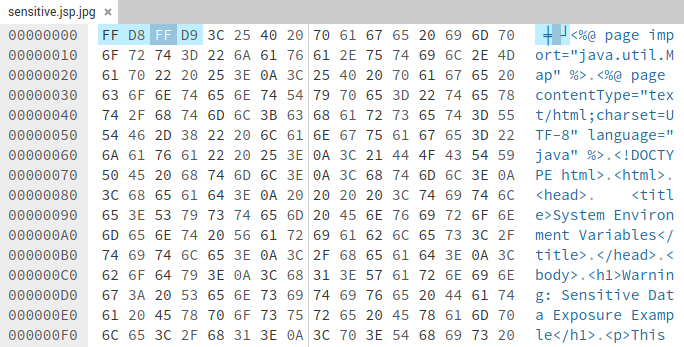 sensitive.jsp.jpg ×
00000000 FF D8 FF D9 3C 25 40 20 70 61 67 65 20 69 6D 70 ╪ ┘<%@ page imp
00000010 6F 72 74 3D 22 6A 61 76 61 2E 75 74 69 6C 2E 4D ort="java.util.M
00000020 61 70 22 20 25 3E 0A 3C 25 40 20 70 61 67 65 20 ap" %>.<%@ page
00000030 63 6F 6E 74 65 6E 74 54 79 70 65 3D 22 74 65 78 contentType="tex
00000040 74 2F 68 74 6D 6C 3B 63 68 61 72 73 65 74 3D 55 t/html;charset=U
00000050 54 46 2D 38 22 20 6C 61 6E 67 75 61 67 65 3D 22 TF-8" language="
00000060 6A 61 76 61 22 20 25 3E 0A 3C 21 44 4F 43 54 59 java" %>.<!DOCTY
00000070 50 45 20 68 74 6D 6C 3E 0A 3C 68 74 6D 6C 3E 0A PE html>.<html>.
00000080 3C 68 65 61 64 3E 0A 20 20 20 20 3C 74 69 74 6C <head>.    <titl
00000090 65 3E 53 79 73 74 65 6D 20 45 6E 76 69 72 6F 6E e>System Environ
000000A0 6D 65 6E 74 20 56 61 72 69 61 62 6C 65 73 3C 2F ment Variables</
000000B0 74 69 74 6C 65 3E 0A 3C 2F 68 65 61 64 3E 0A 3C title>.</head>.<
000000C0 62 6F 64 79 3E 0A 3C 68 31 3E 57 61 72 6E 69 6E body>.<h1>Warnin
000000D0 67 3A 20 53 65 6E 73 69 74 69 76 65 20 44 61 74 g: Sensitive Dat
000000E0 61 20 45 78 70 6F 73 75 72 65 20 45 78 61 6D 70 a Exposure Examp
000000F0 6C 65 3C 2F 68 31 3E 0A 3C 70 3E 54 68 69 73 20 le</h1>.<p>This